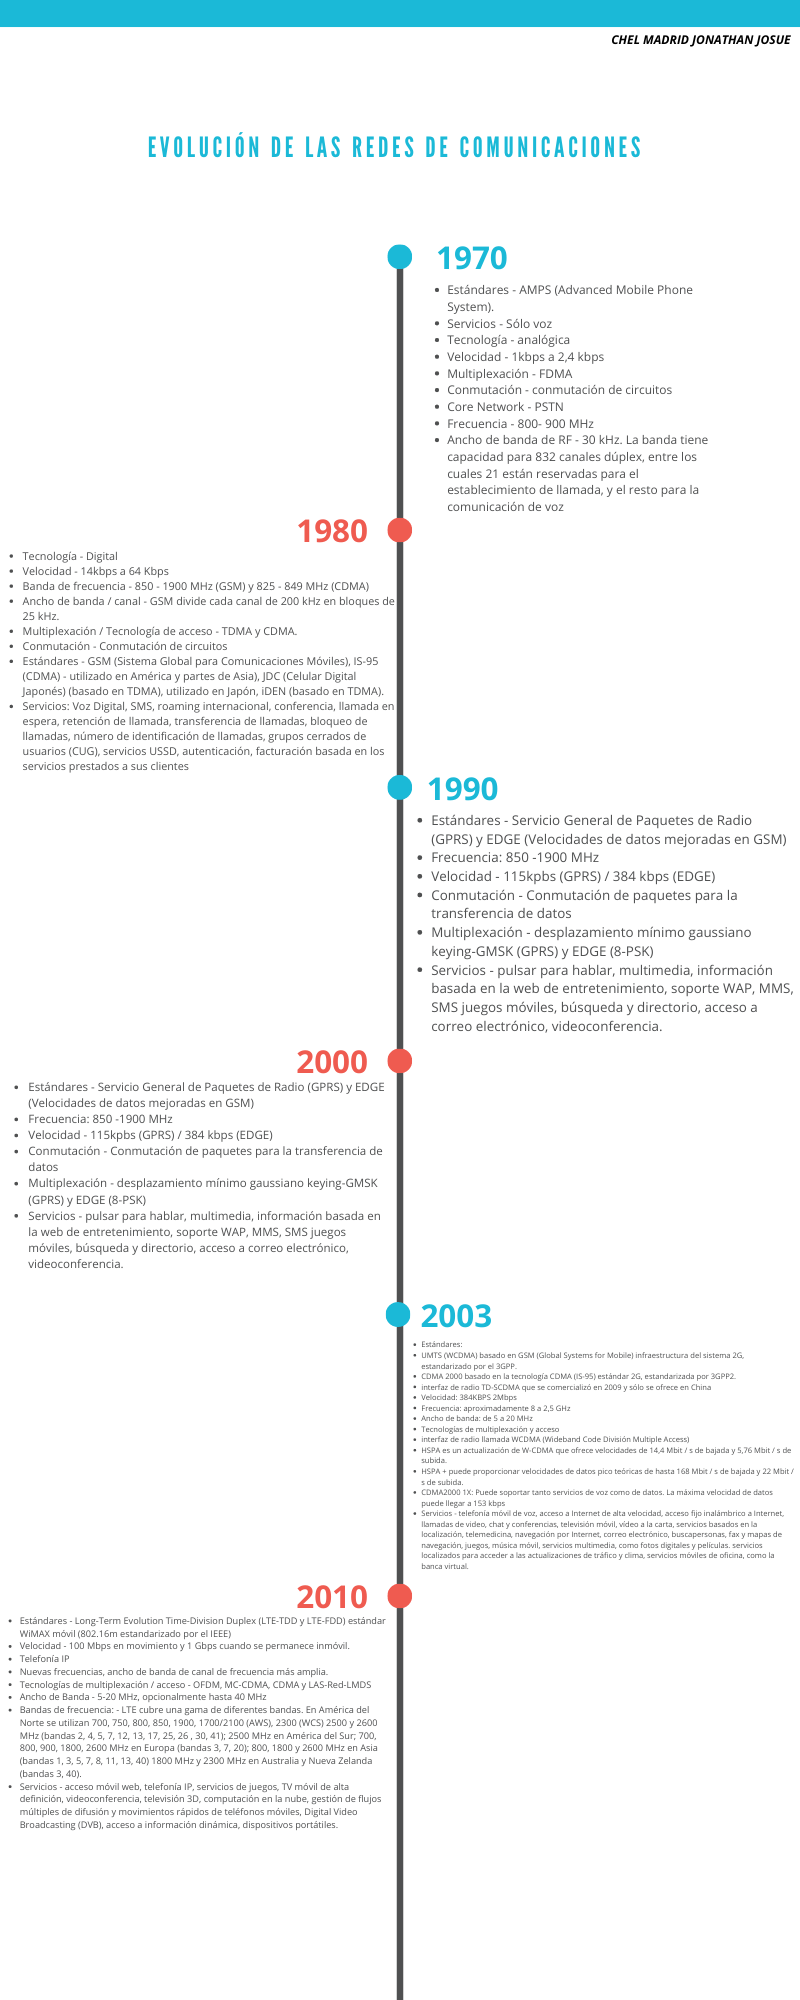 CHEL MADRID JONATHAN JOSUE
EVOLUCIÓN DE LAS REDES DE COMUNICACIONES
1970
• Estándares - AMPS (Advanced Mobile Phone
System).
• Servicios - Sólo voz
• Tecnología - analógica
• Velocidad - 1kbps a 2,4 kbps
• Multiplexación - FDMA
• Conmutación - conmutación de circuitos
• Core Network - PSTN
• Frecuencia - 800- 900 MHz
• Ancho de banda de RF - 30 kHz. La banda tiene
capacidad para 832 canales dúplex, entre los
cuales 21 están reservadas para el
establecimiento de llamada, y el resto para la
comunicación de voz
1980
• Tecnología - Digital
• Velocidad - 14kbps a 64 Kbps
• Banda de frecuencia - 850 - 1900 MHz (GSM) y 825 - 849 MHz (CDMA)
• Ancho de banda / canal - GSM divide cada canal de 200 kHz en bloques de
25 kHz.
• Multiplexación / Tecnología de acceso - TDMA y CDMA.
• Conmutación - Conmutación de circuitos
• Estándares - GSM (Sistema Global para Comunicaciones Móviles), IS-95
(CDMA) - utilizado en América y partes de Asia), JDC (Celular Digital
Japonés) (basado en TDMA), utilizado en Japón, iDEN (basado en TDMA).
• Servicios: Voz Digital, SMS, roaming internacional, conferencia, llamada en
espera, retención de llamada, transferencia de llamadas, bloqueo de
llamadas, número de identificación de llamadas, grupos cerrados de
usuarios (CUG), servicios USSD, autenticación, facturación basada en los
servicios prestados a sus clientes
1990
• Estándares - Servicio General de Paquetes de Radio
(GPRS) y EDGE (Velocidades de datos mejoradas en GSM)
• Frecuencia: 850 -1900 MHz
• Velocidad - 115kpbs (GPRS) / 384 kbps (EDGE)
• Conmutación - Conmutación de paquetes para la
transferencia de datos
• Multiplexación - desplazamiento mínimo gaussiano
keying-GMSK (GPRS) y EDGE (8-PSK)
• Servicios - pulsar para hablar, multimedia, información
basada en la web de entretenimiento, soporte WAP, MMS,
SMS juegos móviles, búsqueda y directorio, acceso a
correo electrónico, videoconferencia.
2000
• Estándares - Servicio General de Paquetes de Radio (GPRS) y EDGE
(Velocidades de datos mejoradas en GSM)
• Frecuencia: 850 -1900 MHz
• Velocidad - 115kpbs (GPRS) / 384 kbps (EDGE)
• Conmutación - Conmutación de paquetes para la transferencia de
datos
• Multiplexación - desplazamiento mínimo gaussiano keying-GMSK
(GPRS) y EDGE (8-PSK)
• Servicios - pulsar para hablar, multimedia, información basada en
la web de entretenimiento, soporte WAP, MMS, SMS juegos
móviles, búsqueda y directorio, acceso a correo electrónico,
videoconferencia.
2003
• Estándares:
• UMTS (WCDMA) basado en GSM (Global Systems for Mobile) infraestructura del sistema 2G,
estandarizado por el 3GPP.
• CDMA 2000 basado en la tecnología CDMA (IS-95) estándar 2G, estandarizada por 3GPP2.
• interfaz de radio TD-SCDMA que se comercializó en 2009 y sólo se ofrece en China
• Velocidad: 384KBPS 2Mbps
• Frecuencia: aproximadamente 8 a 2,5 GHz
• Ancho de banda: de 5 a 20 MHz
• Tecnologías de multiplexación y acceso
• interfaz de radio llamada WCDMA (Wideband Code División Multiple Access)
• HSPA es un actualización de W-CDMA que ofrece velocidades de 14,4 Mbit / s de bajada y 5,76 Mbit / s de
subida.
• HSPA + puede proporcionar velocidades de datos pico teóricas de hasta 168 Mbit / s de bajada y 22 Mbit /
s de subida.
• CDMA2000 1X: Puede soportar tanto servicios de voz como de datos. La máxima velocidad de datos
puede llegar a 153 kbps
• Servicios - telefonía móvil de voz, acceso a Internet de alta velocidad, acceso fijo inalámbrico a Internet,
llamadas de video, chat y conferencias, televisión móvil, vídeo a la carta, servicios basados en la
localización, telemedicina, navegación por Internet, correo electrónico, buscapersonas, fax y mapas de
navegación, juegos, música móvil, servicios multimedia, como fotos digitales y películas. servicios
localizados para acceder a las actualizaciones de tráfico y clima, servicios móviles de oficina, como la
banca virtual.
2010
• Estándares - Long-Term Evolution Time-Division Duplex (LTE-TDD y LTE-FDD) estándar
WiMAX móvil (802.16m estandarizado por el IEEE)
• Velocidad - 100 Mbps en movimiento y 1 Gbps cuando se permanece inmóvil.
• Telefonía IP
• Nuevas frecuencias, ancho de banda de canal de frecuencia más amplia.
• Tecnologías de multiplexación / acceso - OFDM, MC-CDMA, CDMA y LAS-Red-LMDS
• Ancho de Banda - 5-20 MHz, opcionalmente hasta 40 MHz
• Bandas de frecuencia: - LTE cubre una gama de diferentes bandas. En América del
Norte se utilizan 700, 750, 800, 850, 1900, 1700/2100 (AWS), 2300 (WCS) 2500 y 2600
MHz (bandas 2, 4, 5, 7, 12, 13, 17, 25, 26 , 30, 41); 2500 MHz en América del Sur; 700,
800, 900, 1800, 2600 MHz en Europa (bandas 3, 7, 20); 800, 1800 y 2600 MHz en Asia
(bandas 1, 3, 5, 7, 8, 11, 13, 40) 1800 MHz y 2300 MHz en Australia y Nueva Zelanda
(bandas 3, 40).
• Servicios - acceso móvil web, telefonía IP, servicios de juegos, TV móvil de alta
definición, videoconferencia, televisión 3D, computación en la nube, gestión de flujos
múltiples de difusión y movimientos rápidos de teléfonos móviles, Digital Video
Broadcasting (DVB), acceso a información dinámica, dispositivos portátiles.